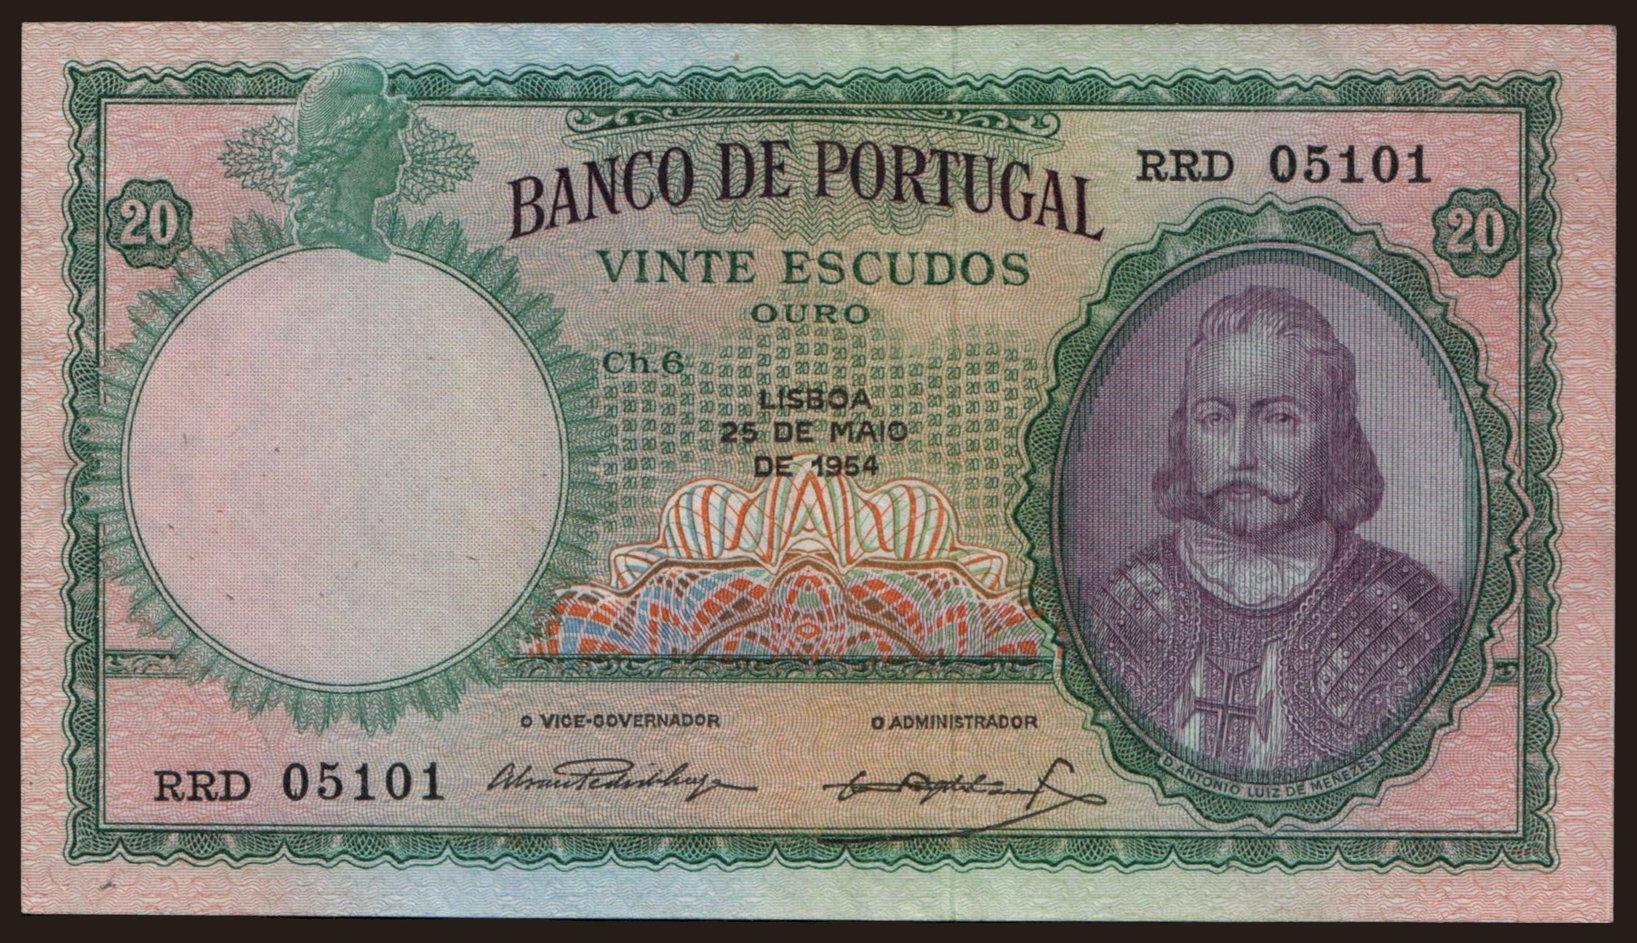 BANCO DE PORTUGAL
RRD 05101
20
20
VINTE ESCUDOS
OURO
Ch. 6
LISBOA
25 DE MAIO
DE 1954
O VICE-GOVERNADOR
O ADMINISTRADOR
RRD 05101
D. ANTONIO LUIZ DE MENEZES